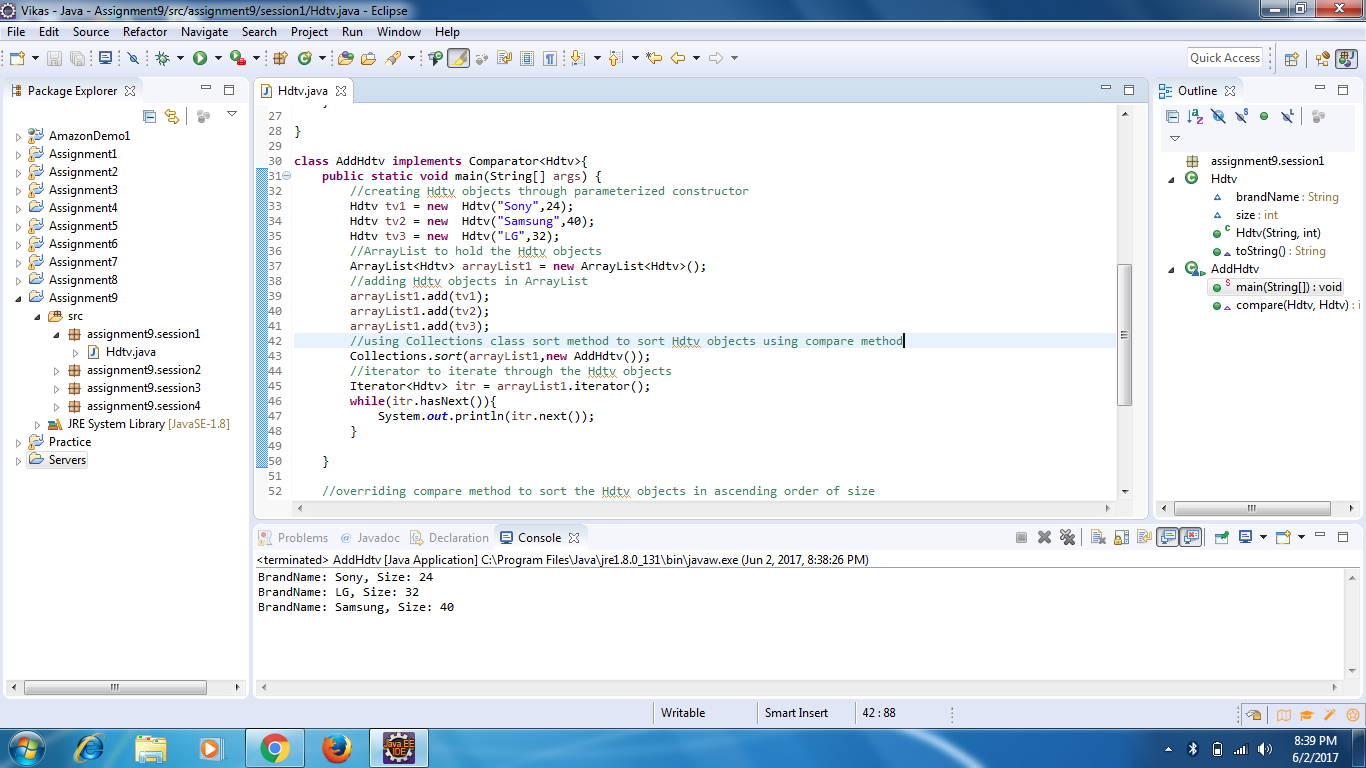 Vikas - Java - Assignment9/src/assignment9/session1/Hdtv.java - Eclipse
File Edit Source Refactor Navigate Search Project Run Window Help
Quick Access
Package Explorer
AmazonDemo1
Assignment1
Assignment2
Assignment3
Assignment4
Assignment5
Assignment6
Assignment7
Assignment8
Assignment9
src
assignment9.session1
Hdtv.java
assignment9.session2
assignment9.session3
assignment9.session4
JRE System Library [JavaSE-1.8]
Practice
Servers
Hdtv.java
27
28 }
29
30 class AddHdtv implements Comparator<Hdtv>{
31 public static void main(String[] args) {
32 //creating Hdtv objects through parameterized constructor
33 Hdtv tv1 = new  Hdtv("Sony",24);
34 Hdtv tv2 = new  Hdtv("Samsung",40);
35 Hdtv tv3 = new  Hdtv("LG",32);
36 //ArrayList to hold the Hdtv objects
37 ArrayList<Hdtv> arrayList1 = new ArrayList<Hdtv>();
38 //adding Hdtv objects in ArrayList
39 arrayList1.add(tv1);
40 arrayList1.add(tv2);
41 arrayList1.add(tv3);
42 //using Collections class sort method to sort Hdtv objects using compare method
43 Collections.sort(arrayList1,new AddHdtv());
44 //iterator to iterate through the Hdtv objects
45 Iterator<Hdtv> itr = arrayList1.iterator();
46 while(itr.hasNext()){
47 System.out.println(itr.next());
48 }
49
50 }
51
52 //overriding compare method to sort the Hdtv objects in ascending order of size
Outline
assignment9.session1
Hdtv
brandName : String
size : int
Hdtv(String, int)
toString() : String
AddHdtv
main(String[]) : void
compare(Hdtv, Hdtv) : i
Problems @ Javadoc Declaration Console
<terminated> AddHdtv [Java Application] C:\Program Files\Java\jre1.8.0_131\bin\javaw.exe (Jun 2, 2017, 8:38:26 PM)
BrandName: Sony, Size: 24
BrandName: LG, Size: 32
BrandName: Samsung, Size: 40
Writable Smart Insert 42 : 88
Java EE
IDE
8:39 PM
6/2/2017